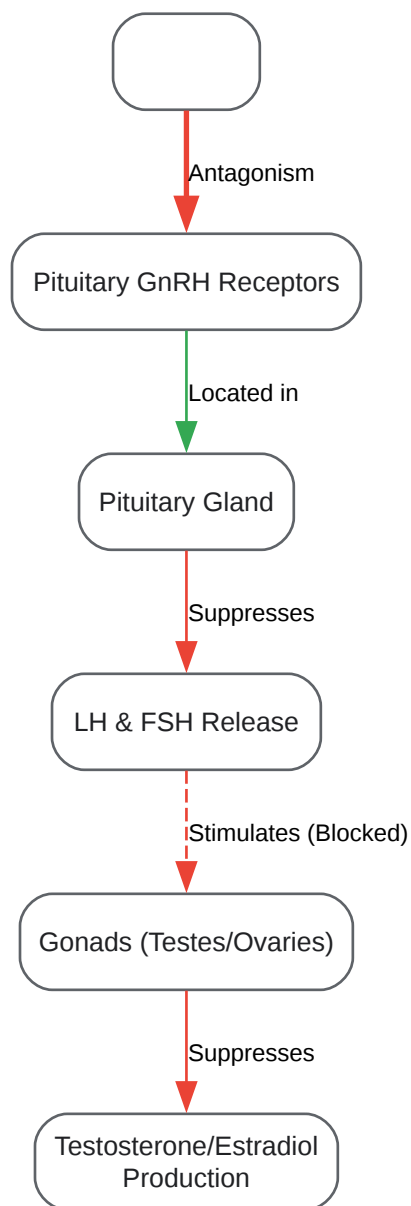 Antagonism
Pituitary GnRH Receptors
Located in
Pituitary Gland
Suppresses
LH & FSH Release
Stimulates (Blocked)
Gonads (Testes/Ovaries)
Suppresses
Testosterone/Estradiol
Production